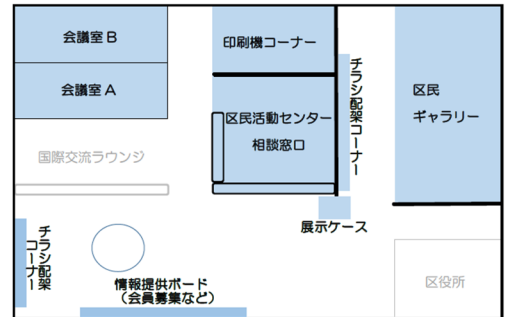 会議室B
会議室A
国際交流ラウンジ
印刷機コーナー
区民活動センター
相談窓口
チラシ配架コーナー
区民
ギャラリー
展示ケース
チラシ配架
コーナー
情報提供ボード
（会員募集など）
区役所